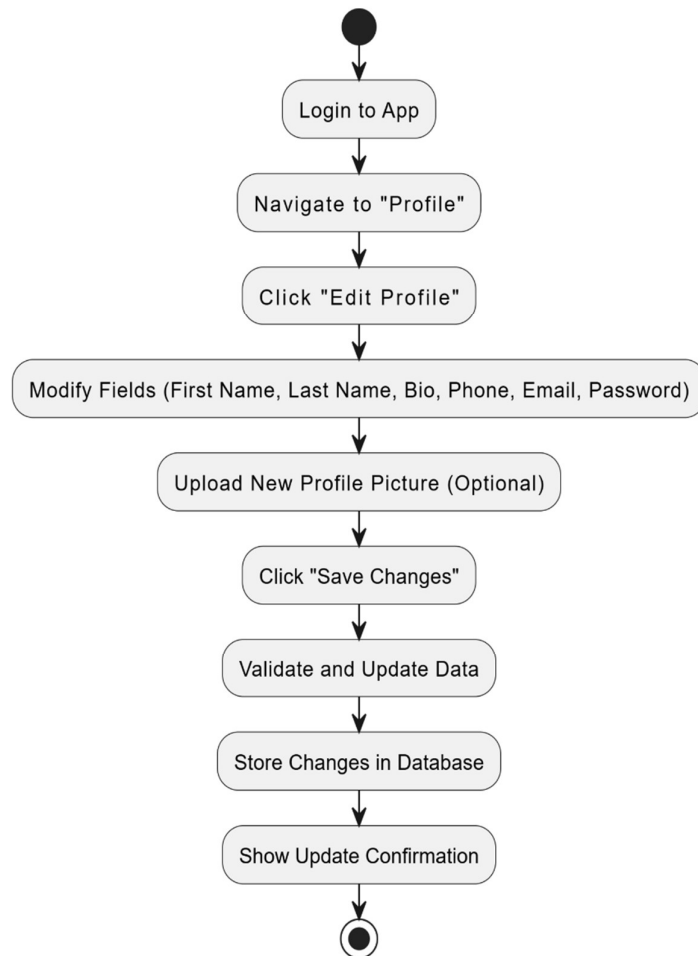 Login to App
Navigate to "Profile"
Click "Edit Profile"
Modify Fields (First Name, Last Name, Bio, Phone, Email, Password)
Upload New Profile Picture (Optional)
Click "Save Changes"
Validate and Update Data
Store Changes in Database
Show Update Confirmation